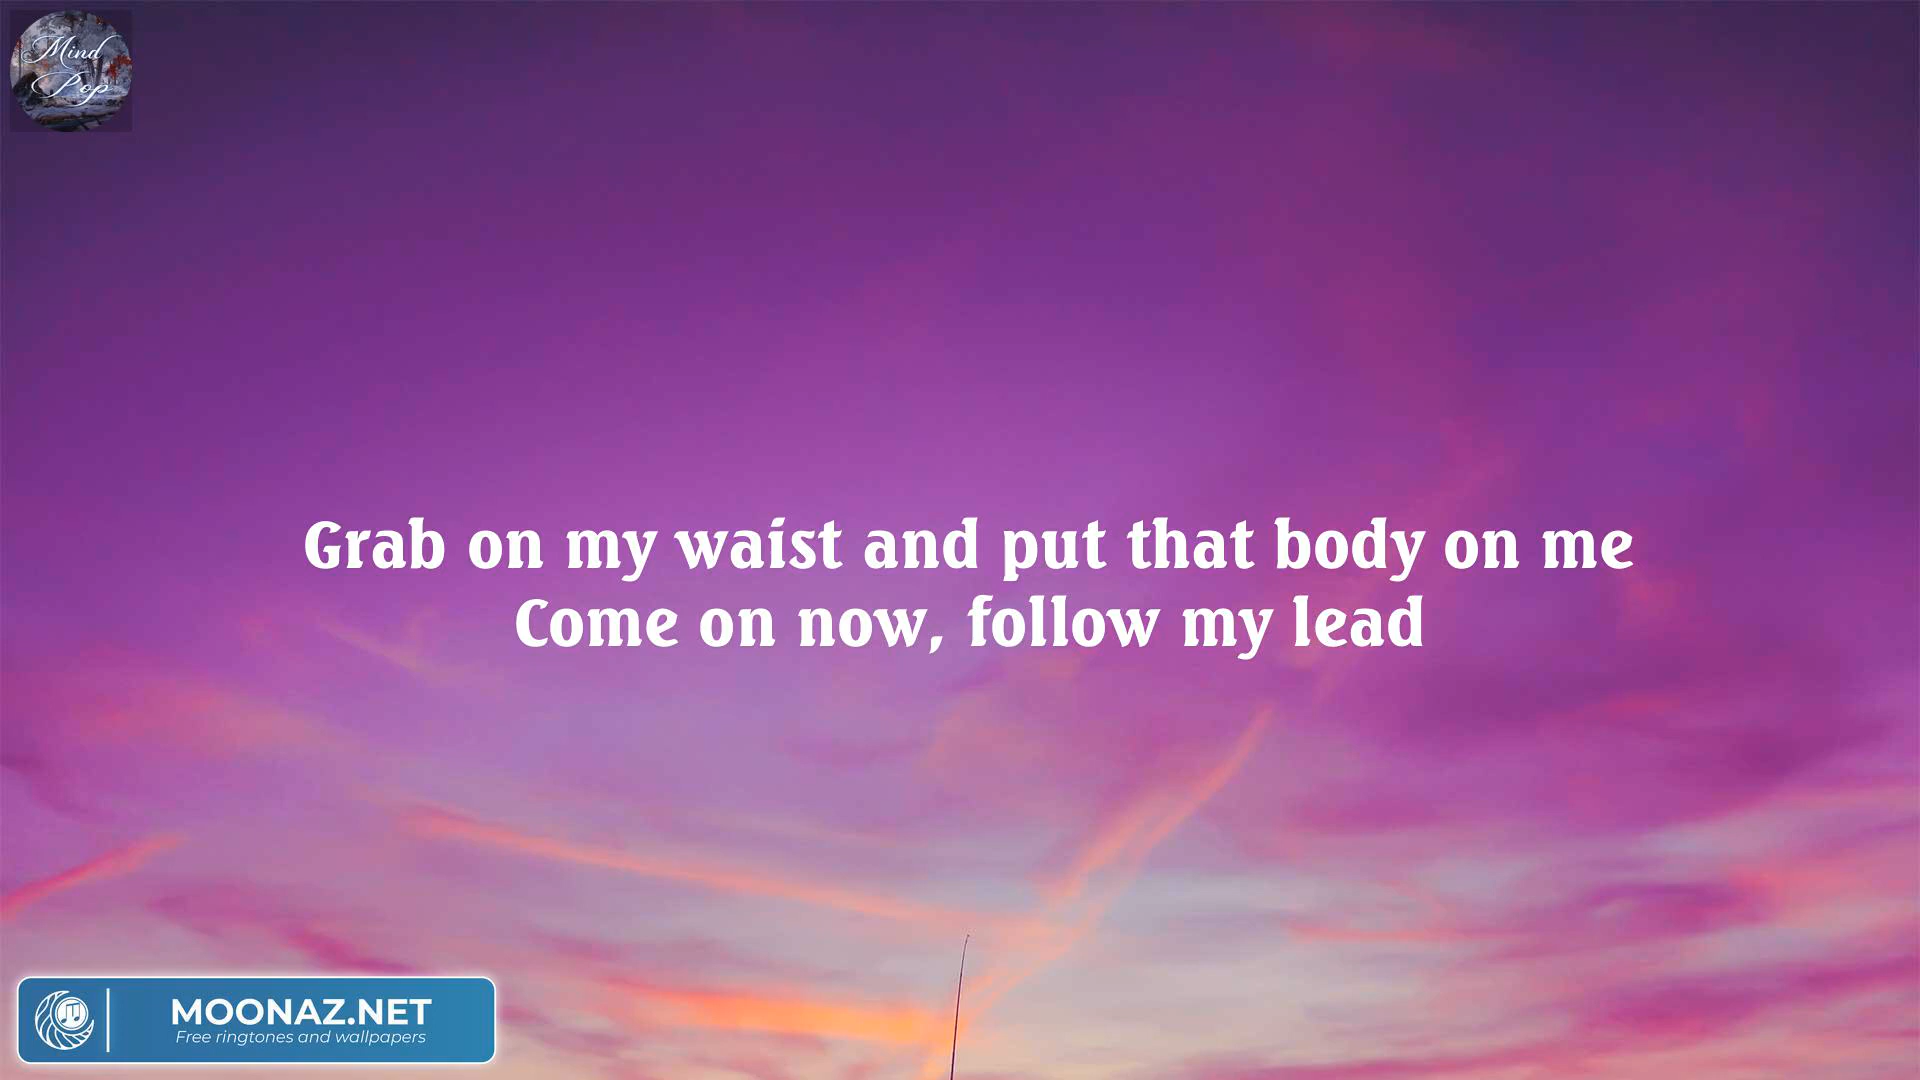 Mind
Pop
Grab on my waist and put that body on me
Come on now, follow my lead
MOONAZ.NET
Free ringtones and wallpapers